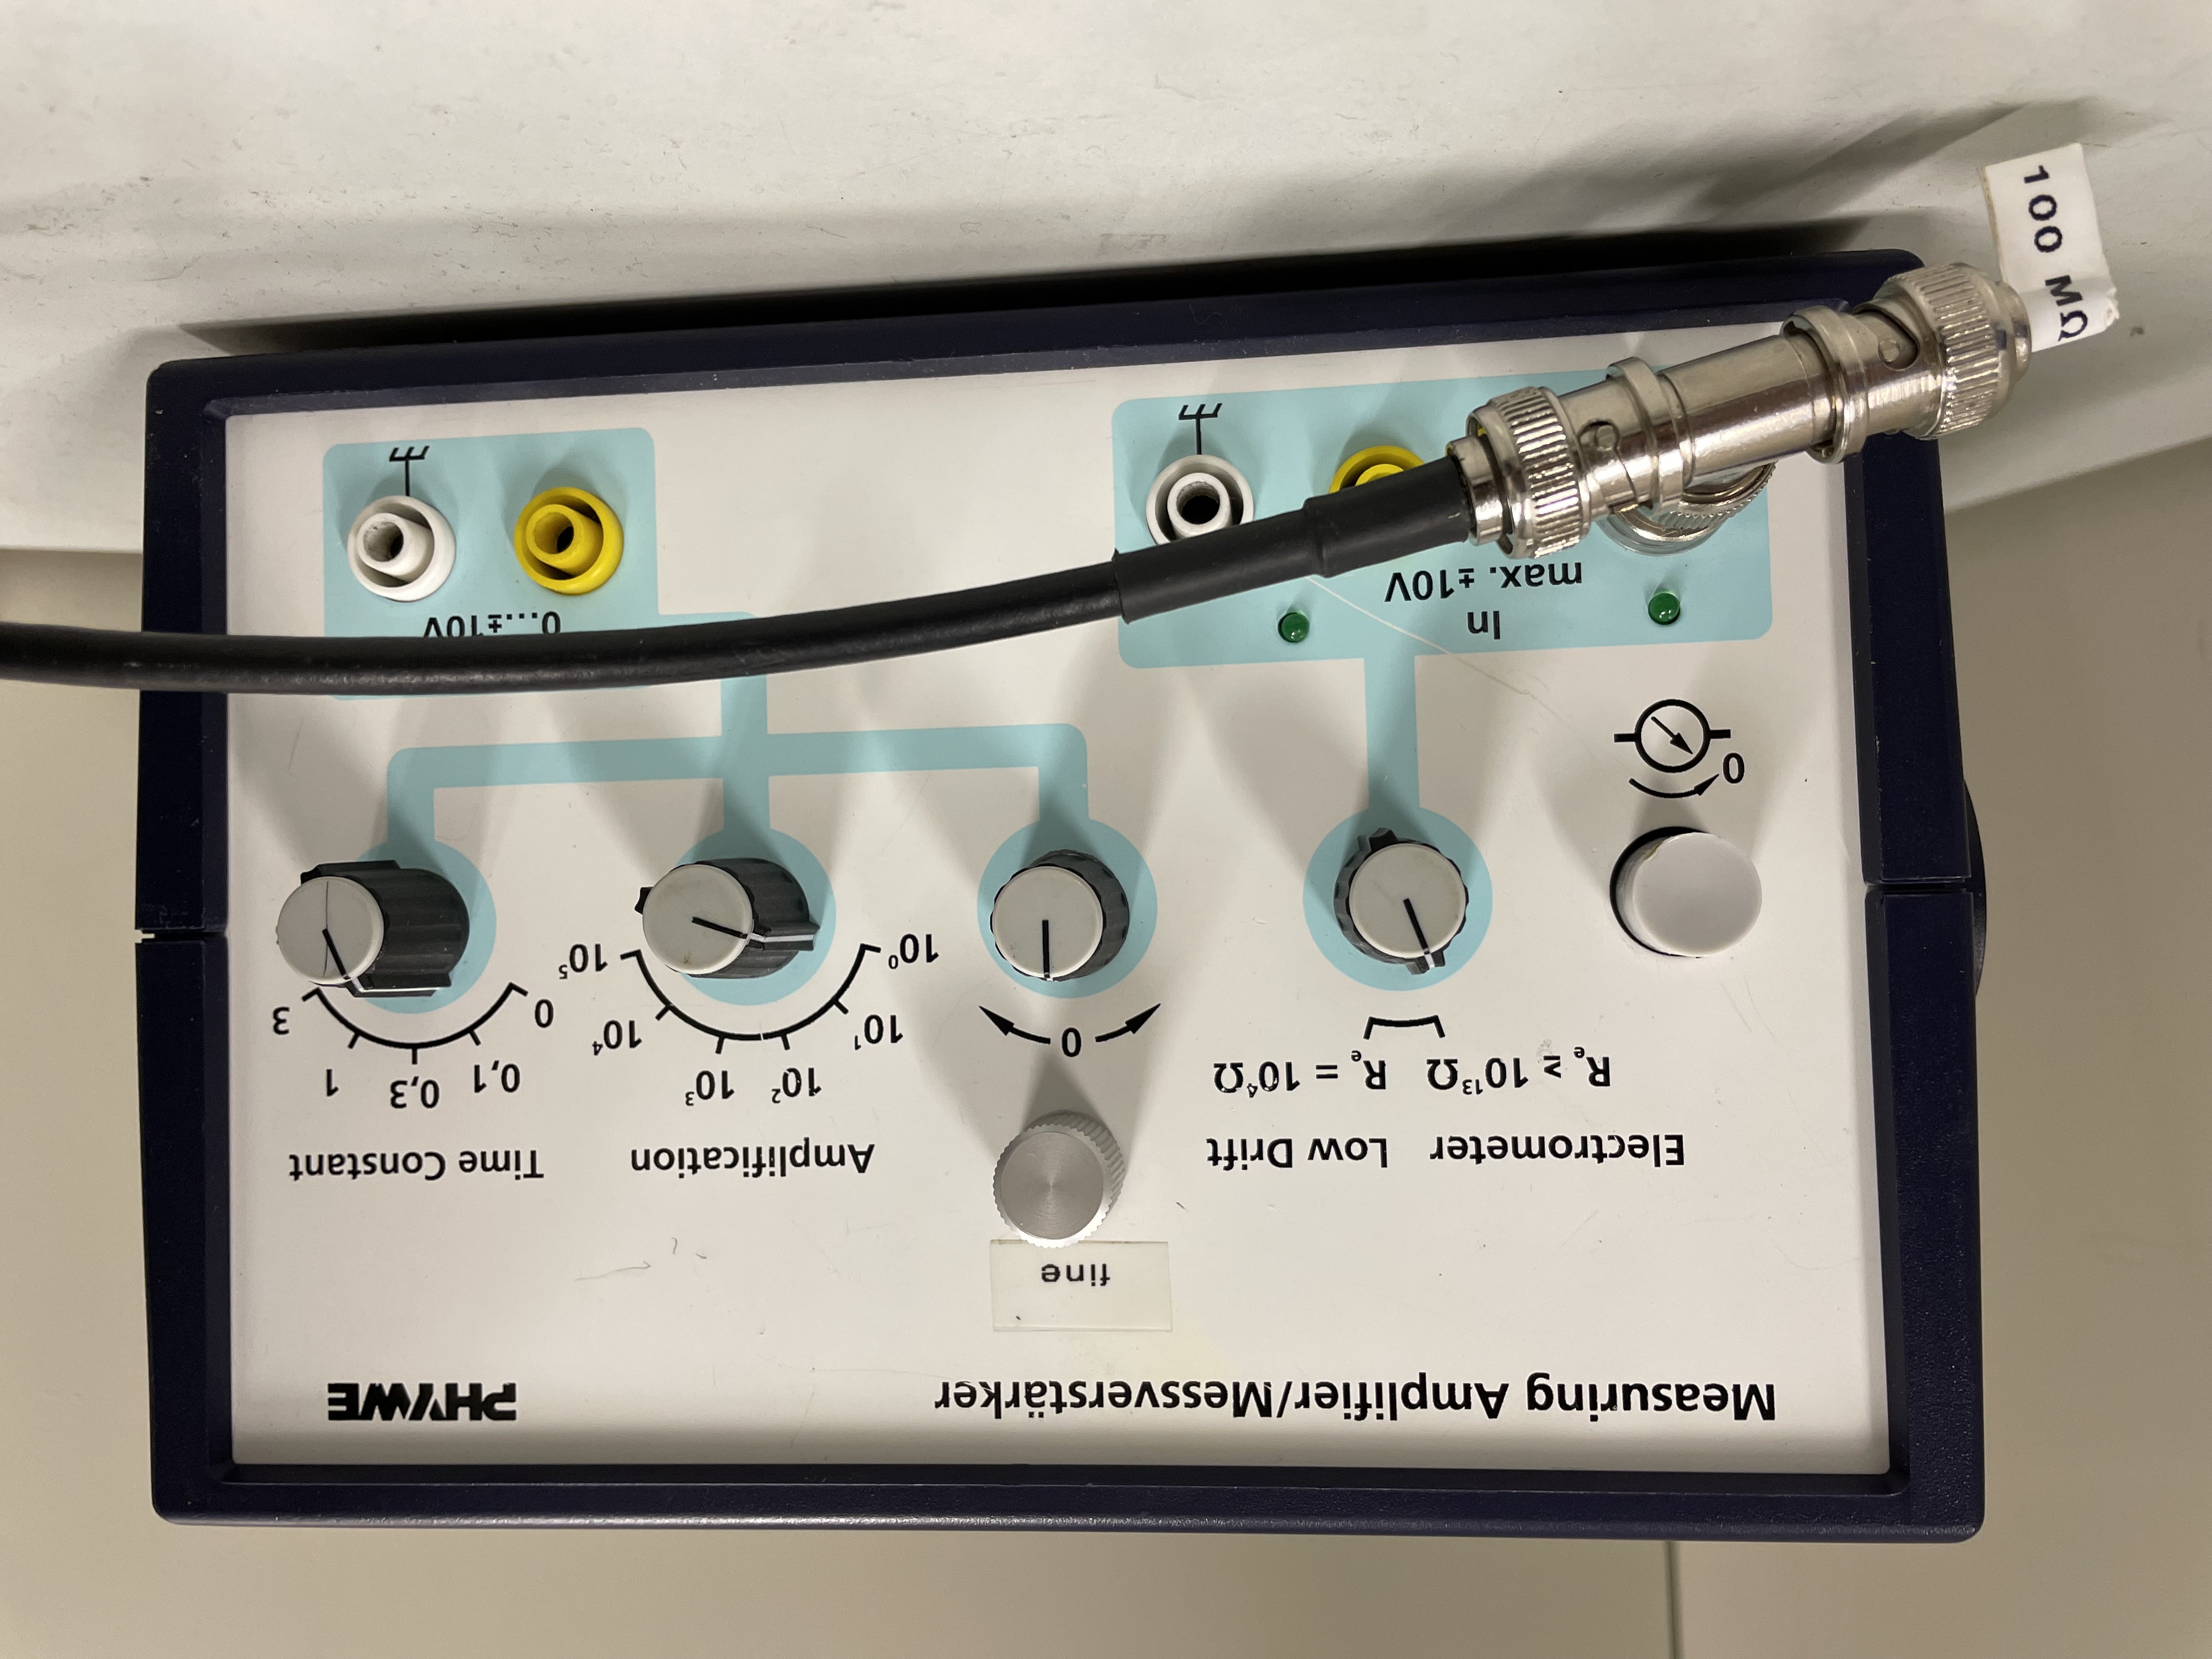 Measuring Amplifier/Messverstärker
PHYWE
fine
Electrometer
Low Drift
Amplification
Time Constant
Rₑ ≥ 10¹³Ω
Rₑ = 10⁴Ω
0
10⁰
10¹
10²
10³
10⁴
10⁵
0
0,1
0,3
1
3
0
In
max. ±10V
0...±10V
100 MΩ